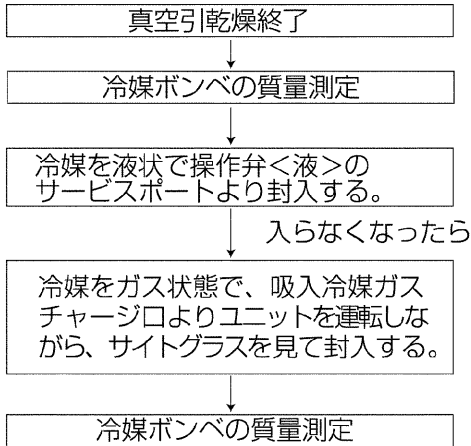 真空引乾燥終了
冷媒ボンベの質量測定
冷媒を液状で操作弁<液>の
サービスポートより封入する。
入らなくなったら
冷媒をガス状態で、吸入冷媒ガス
チャージ口よりユニットを運転しな
がら、サイトグラスを見て封入する。
冷媒ボンベの質量測定